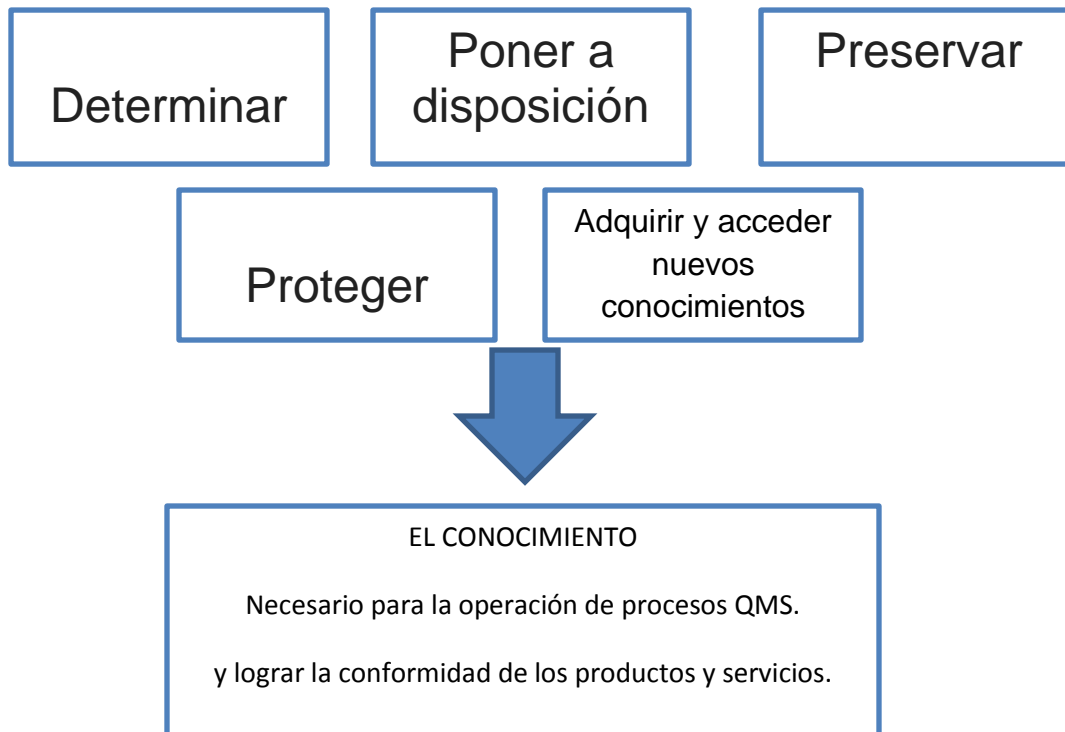 Determinar
Poner a
disposición
Preservar
Proteger
Adquirir y acceder
nuevos
conocimientos
EL CONOCIMIENTO
Necesario para la operación de procesos QMS.
y lograr la conformidad de los productos y servicios.